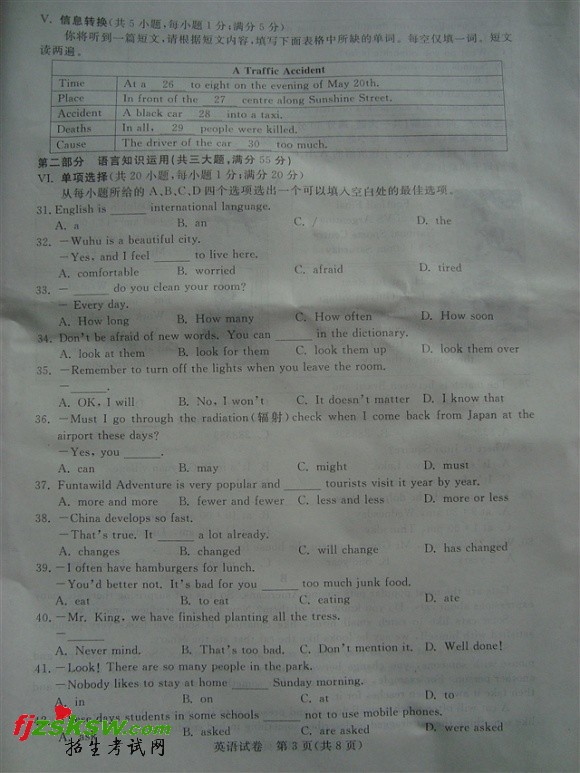 V. 信息转换(共5小题,每小题1分;满分5分)
你将听到一篇短文,请根据短文内容,填写下面表格中所缺的单词。每空仅填一词。短文
读两遍。
A Traffic Accident
Time At a 26 to eight on the evening of May 20th.
Place In front of the 27 centre along Sunshine Street.
Accident A black car 28 into a taxi.
Deaths In all, 29 people were killed.
Cause The driver of the car 30 too much.
第二部分 语言知识运用(共三大题,满分55分)
VI. 单项选择(共20小题,每小题1分;满分20分)
从每小题所给的A、B、C、D四个选项选出一个可以填入空白处的最佳选项。
31. English is ______ international language.
A. a B. an C. / D. the
32. －Wuhu is a beautiful city.
－Yes, and I feel ______ to live here.
A. comfortable B. worried C. afraid D. tired
33. － ______ do you clean your room?
－ Every day.
A. How long B. How many C. How often D. How soon
34. Don't be afraid of new words. You can ______ in the dictionary.
A. look at them B. look for them C. look them up D. look them over
35. －Remember to turn off the lights when you leave the room.
－______.
A. OK, I will B. No, I won't C. It doesn't matter D. I know that
36. －Must I go through the radiation(辐射)check when I come back from Japan at the
airport these days?
－Yes, you ______.
A. can B. may C. might D. must
37. Funtawild Adventure is very popular and ______ tourists visit it year by year.
A. more and more B. fewer and fewer C. less and less D. more or less
38. －China develops so fast.
－That's true. It ______ a lot already.
A. changes B. changed C. will change D. has changed
39. －I often have hamburgers for lunch.
－You'd better not. It's bad for you ______ too much junk food.
A. eat B. to eat C. eating D. ate
40. －Mr. King, we have finished planting all the tress.
－______
A. Never mind. B. That's too bad. C. Don't mention it. D. Well done!
41. －Look! There are so many people in the park.
－Nobody likes to stay at home ______ Sunday morning.
A. in B. on C. at D. to
days students in some schools ______ not to use mobile phones.
B. asked C. are asked D. were asked
fjzsksw.com
招生考试网
英语试卷 第3页(共8页)